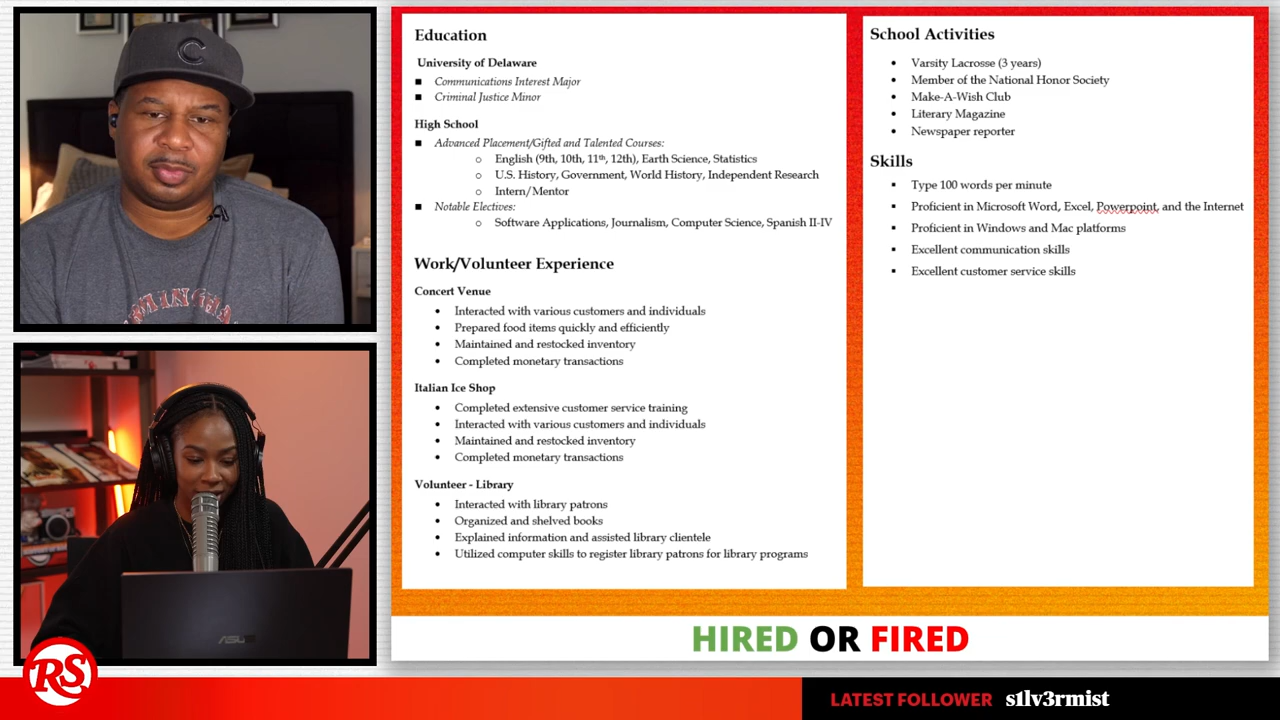 C
Education
University of Delaware
Communications Interest Major
Criminal Justice Minor
High School
Advanced Placement/Gifted and Talented Courses:
English (9th, 10th, 11th, 12th), Earth Science, Statistics
U.S. History, Government, World History, Independent Research
Intern/Mentor
Notable Electives:
Software Applications, Journalism, Computer Science, Spanish II-IV
Work/Volunteer Experience
Concert Venue
Interacted with various customers and individuals
Prepared food items quickly and efficiently
Maintained and restocked inventory
Completed monetary transactions
Italian Ice Shop
Completed extensive customer service training
Interacted with various customers and individuals
Maintained and restocked inventory
Completed monetary transactions
Volunteer - Library
Interacted with library patrons
Organized and shelved books
Explained information and assisted library clientele
Utilized computer skills to register library patrons for library programs
School Activities
Varsity Lacrosse (3 years)
Member of the National Honor Society
Make-A-Wish Club
Literary Magazine
Newspaper reporter
Skills
Type 100 words per minute
Proficient in Microsoft Word, Excel, Powerpoint, and the Internet
Proficient in Windows and Mac platforms
Excellent communication skills
Excellent customer service skills
ASUS
HIRED OR FIRED
RS
LATEST FOLLOWER s1lv3rmist